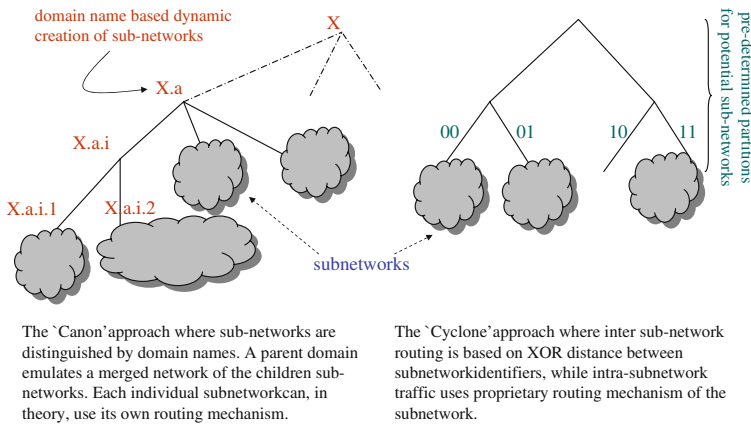 domain name based dynamic
creation of sub-networks
X
X.a
X.a.i
X.a.i.1
X.a.i.2
subnetworks
00
01
10
11
pre-determined partitions
for potential sub-networks
The `Canon'approach where sub-networks are
distinguished by domain names. A parent domain
emulates a merged network of the children sub-
networks. Each individual subnetworkcan, in
theory, use its own routing mechanism.
The `Cyclone'approach where inter sub-network
routing is based on XOR distance between
subnetworkidentifiers, while intra-subnetwork
traffic uses proprietary routing mechanism of the
subnetwork.